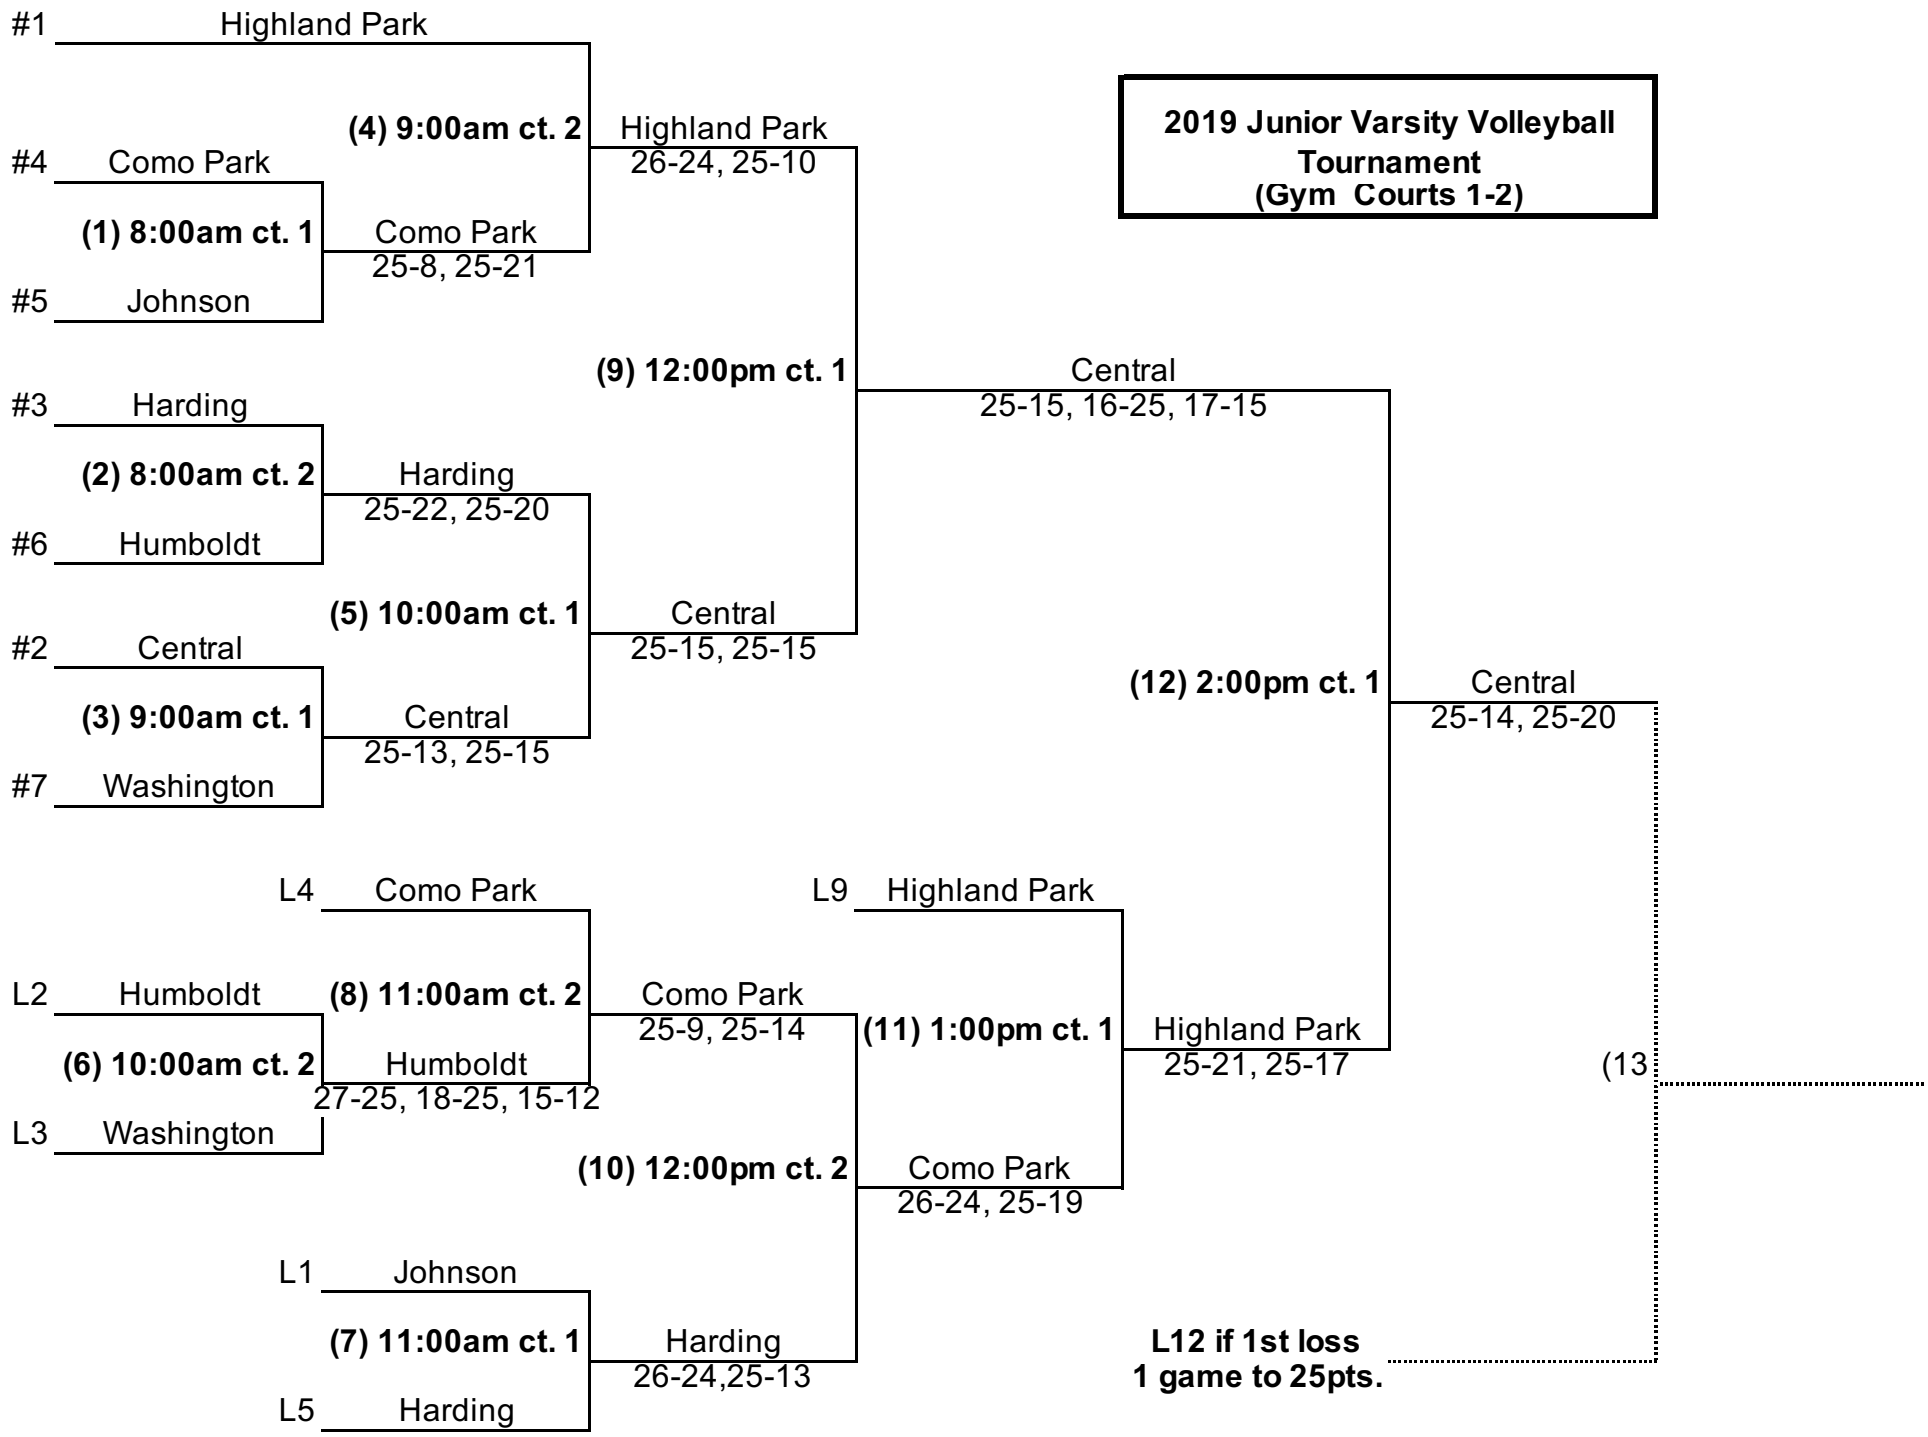 #1 Highland Park
2019 Junior Varsity Volleyball
Tournament
(Gym  Courts 1-2)
(4) 9:00am ct. 2 Highland Park
#4 Como Park 26-24, 25-10
(1) 8:00am ct. 1 Como Park
25-8, 25-21
#5 Johnson
(9) 12:00pm ct. 1 Central
#3 Harding 25-15, 16-25, 17-15
(2) 8:00am ct. 2 Harding
25-22, 25-20
#6 Humboldt
(5) 10:00am ct. 1 Central
#2 Central 25-15, 25-15
(12) 2:00pm ct. 1 Central
(3) 9:00am ct. 1 Central 25-14, 25-20
25-13, 25-15
#7 Washington
L4 Como Park L9 Highland Park
L2 Humboldt (8) 11:00am ct. 2 Como Park
25-9, 25-14 (11) 1:00pm ct. 1 Highland Park
(6) 10:00am ct. 2 Humboldt 25-21, 25-17 (13
27-25, 18-25, 15-12
L3 Washington
(10) 12:00pm ct. 2 Como Park
26-24, 25-19
L1 Johnson
(7) 11:00am ct. 1 Harding L12 if 1st loss
26-24,25-13 1 game to 25pts.
L5 Harding